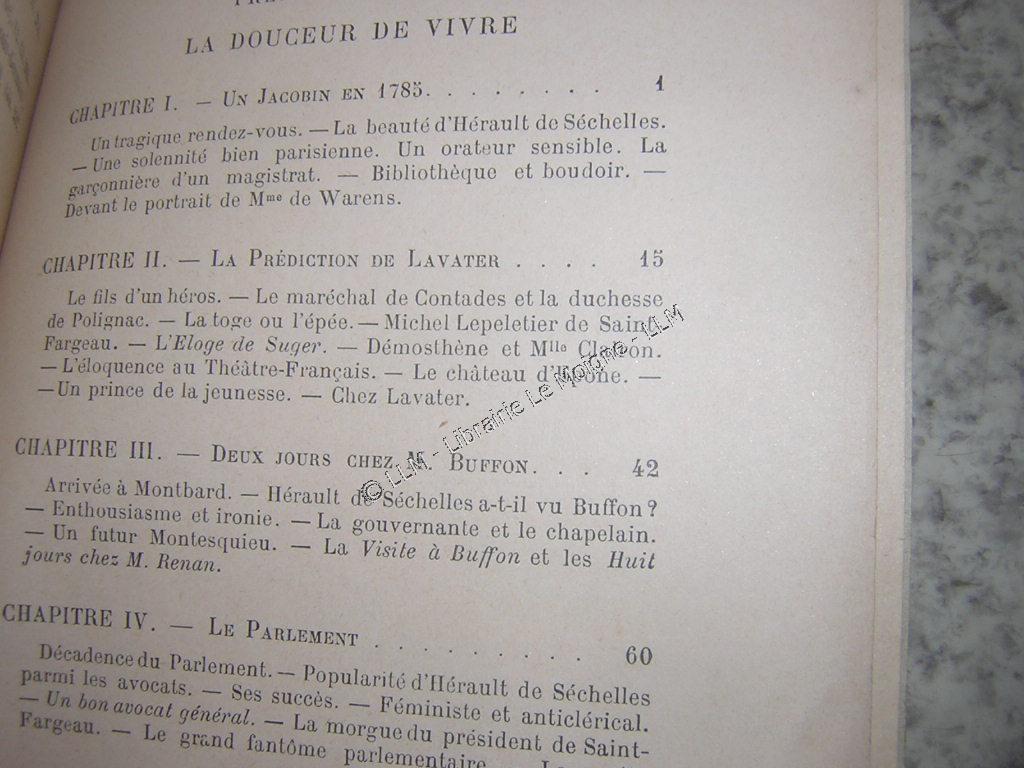 LA DOUCEUR DE VIVRE
CHAPITRE I. — UN JACOBIN EN 1785. . . . . . . . 1
Un tragique rendez-vous. — La beauté d'Hérault de Séchelles.
— Une solennité bien parisienne. Un orateur sensible. La
garçonnière d'un magistrat. — Bibliothèque et boudoir. —
Devant le portrait de Mme de Warens.
CHAPITRE II. — LA PRÉDICTION DE LAVATER . . . . 15
Le fils d'un héros. — Le maréchal de Contades et la duchesse
de Polignac. — La toge ou l'épée. — Michel Lepeletier de Saint-
Fargeau. — L'Eloge de Suger. — Démosthène et Mlle Clairon.
— L'éloquence au Théâtre-Français. — Le château d'Epone. —
— Un prince de la jeunesse. — Chez Lavater.
CHAPITRE III. — DEUX JOURS CHEZ M. BUFFON. . . 42
Arrivée à Montbard. — Hérault de Séchelles a-t-il vu Buffon ?
— Enthousiasme et ironie. — La gouvernante et le chapelain.
— Un futur Montesquieu. — La Visite à Buffon et les Huit
jours chez M. Renan.
CHAPITRE IV. — LE PARLEMENT . . . . . . . . . 60
Décadence du Parlement. — Popularité d'Hérault de Séchelles
parmi les avocats. — Ses succès. — Féministe et anticlérical.
— Un bon avocat général. — La morgue du président de Saint-
Fargeau. — Le grand fantôme parlementaire
© LLM - Librairie Le Moigne - LLM